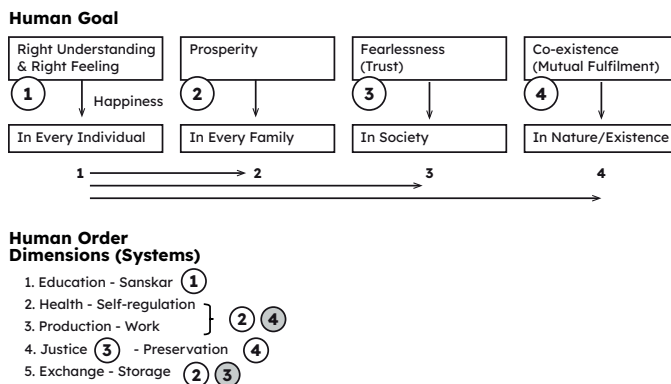 Human Goal
Right Understanding & Right Feeling
Prosperity
Fearlessness (Trust)
Co-existence (Mutual Fulfilment)
1
Happiness
2
3
4
In Every Individual
In Every Family
In Society
In Nature/Existence
1 2 3 4
Human Order
Dimensions (Systems)
1. Education - Sanskar 1
2. Health - Self-regulation
3. Production - Work 2 4
4. Justice 3 - Preservation 4
5. Exchange - Storage 2 3